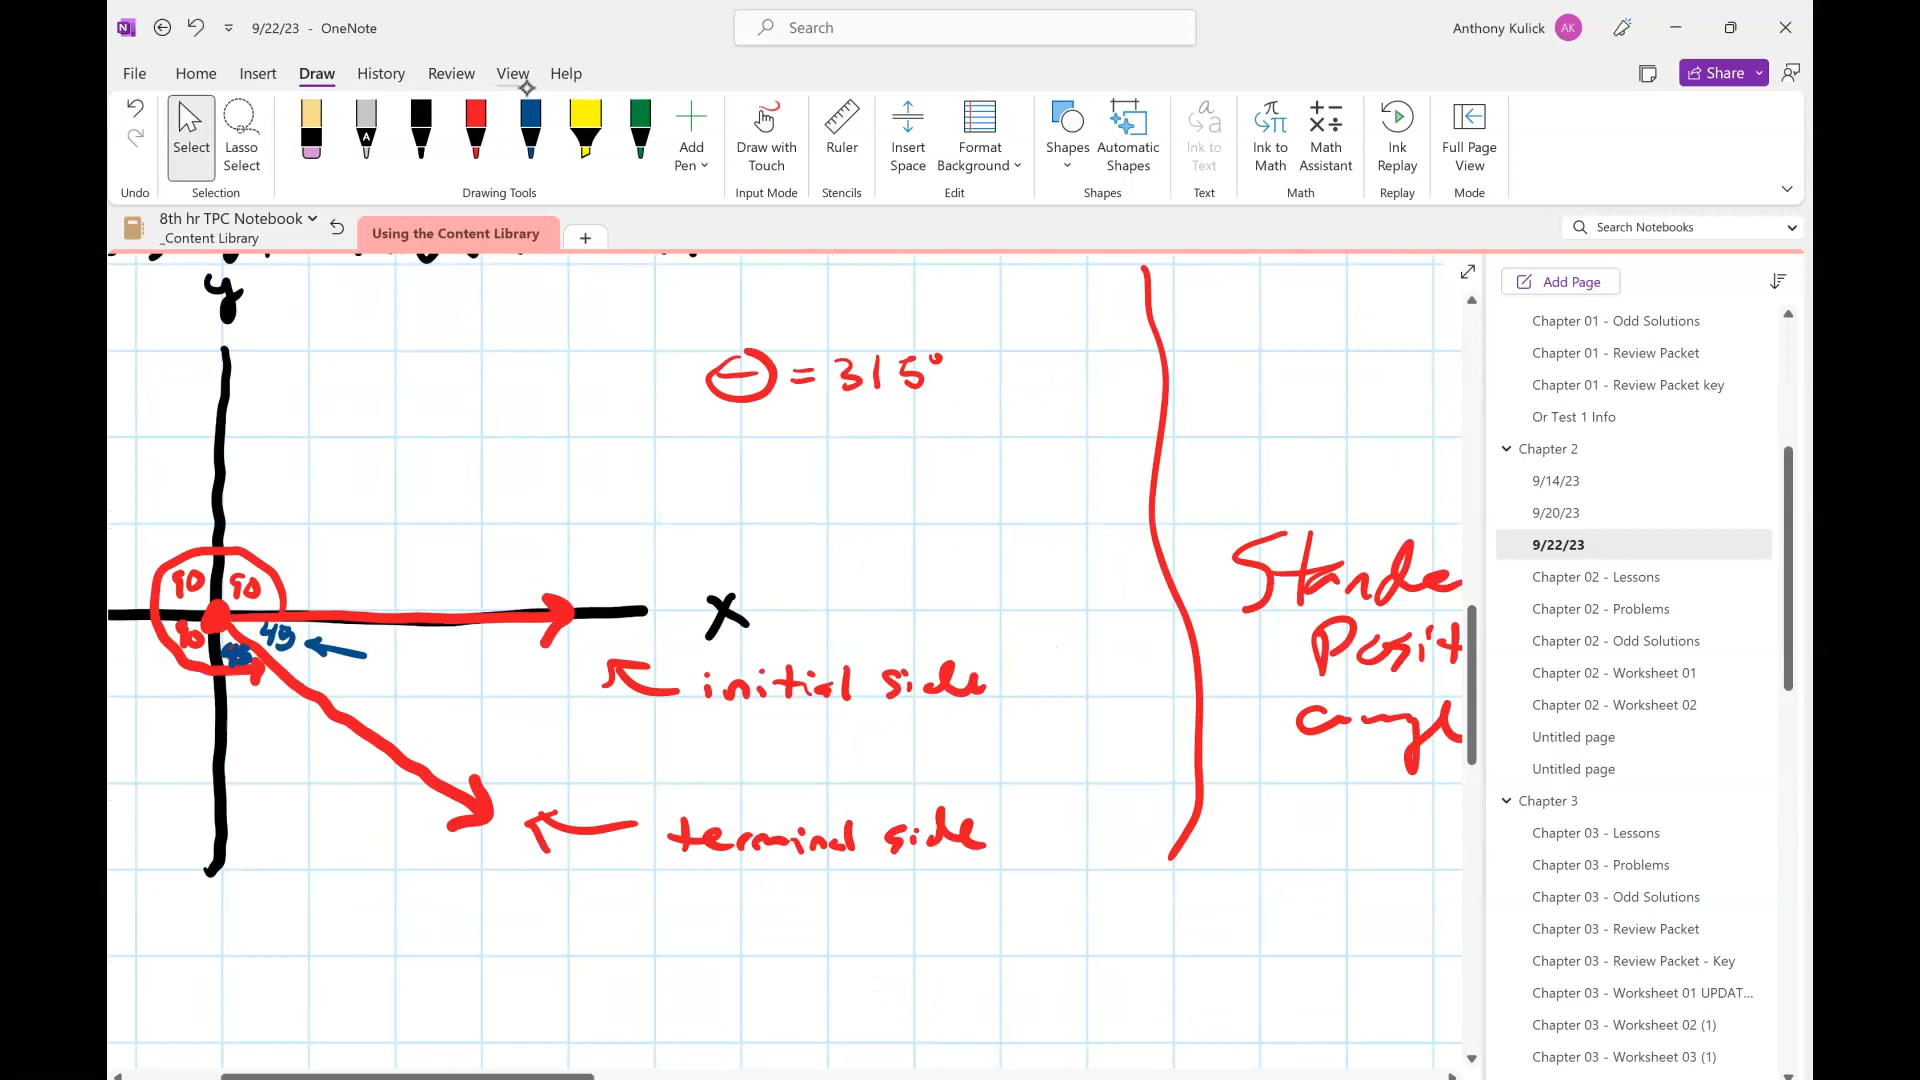 9/22/23 - OneNote
Search
Anthony Kulick
AK
File Home Insert Draw History Review View Help
Share
Select
Lasso Select
Add Pen
Draw with Touch
Ruler
Insert Space
Format Background
Shapes
Automatic Shapes
Ink to Text
Ink to Math
Math Assistant
Ink Replay
Full Page View
Undo
Selection
Drawing Tools
Input Mode
Stencils
Edit
Shapes
Text
Math
Replay
Mode
8th hr TPC Notebook
_Content Library
Using the Content Library
Search Notebooks
y
Θ = 315°
90 90
90 45
45
x
initial side
terminal side
Standa
Posit
angl
Add Page
Chapter 01 - Odd Solutions
Chapter 01 - Review Packet
Chapter 01 - Review Packet key
Or Test 1 Info
Chapter 2
9/14/23
9/20/23
9/22/23
Chapter 02 - Lessons
Chapter 02 - Problems
Chapter 02 - Odd Solutions
Chapter 02 - Worksheet 01
Chapter 02 - Worksheet 02
Untitled page
Untitled page
Chapter 3
Chapter 03 - Lessons
Chapter 03 - Problems
Chapter 03 - Odd Solutions
Chapter 03 - Review Packet
Chapter 03 - Review Packet - Key
Chapter 03 - Worksheet 01 UPDAT...
Chapter 03 - Worksheet 02 (1)
Chapter 03 - Worksheet 03 (1)